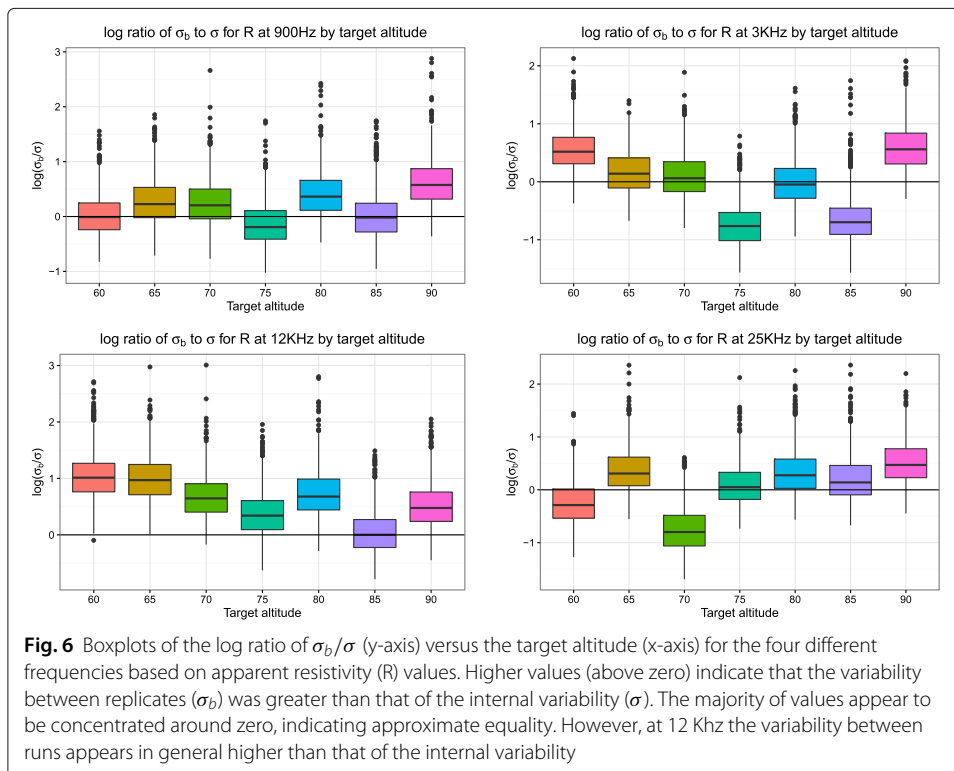 log ratio of σb to σ for R at 900Hz by target altitude
log(σb/σ)
3
2
1
0
−1
60 65 70 75 80 85 90
Target altitude
log ratio of σb to σ for R at 3KHz by target altitude
log(σb/σ)
2
1
0
−1
60 65 70 75 80 85 90
Target altitude
log ratio of σb to σ for R at 12KHz by target altitude
log(σb/σ)
3
2
1
0
60 65 70 75 80 85 90
Target altitude
log ratio of σb to σ for R at 25KHz by target altitude
log(σb/σ)
2
1
0
−1
60 65 70 75 80 85 90
Target altitude
Fig. 6 Boxplots of the log ratio of σb/σ (y-axis) versus the target altitude (x-axis) for the four different
frequencies based on apparent resistivity (R) values. Higher values (above zero) indicate that the variability
between replicates (σb) was greater than that of the internal variability (σ). The majority of values appear to
be concentrated around zero, indicating approximate equality. However, at 12 Khz the variability between
runs appears in general higher than that of the internal variability